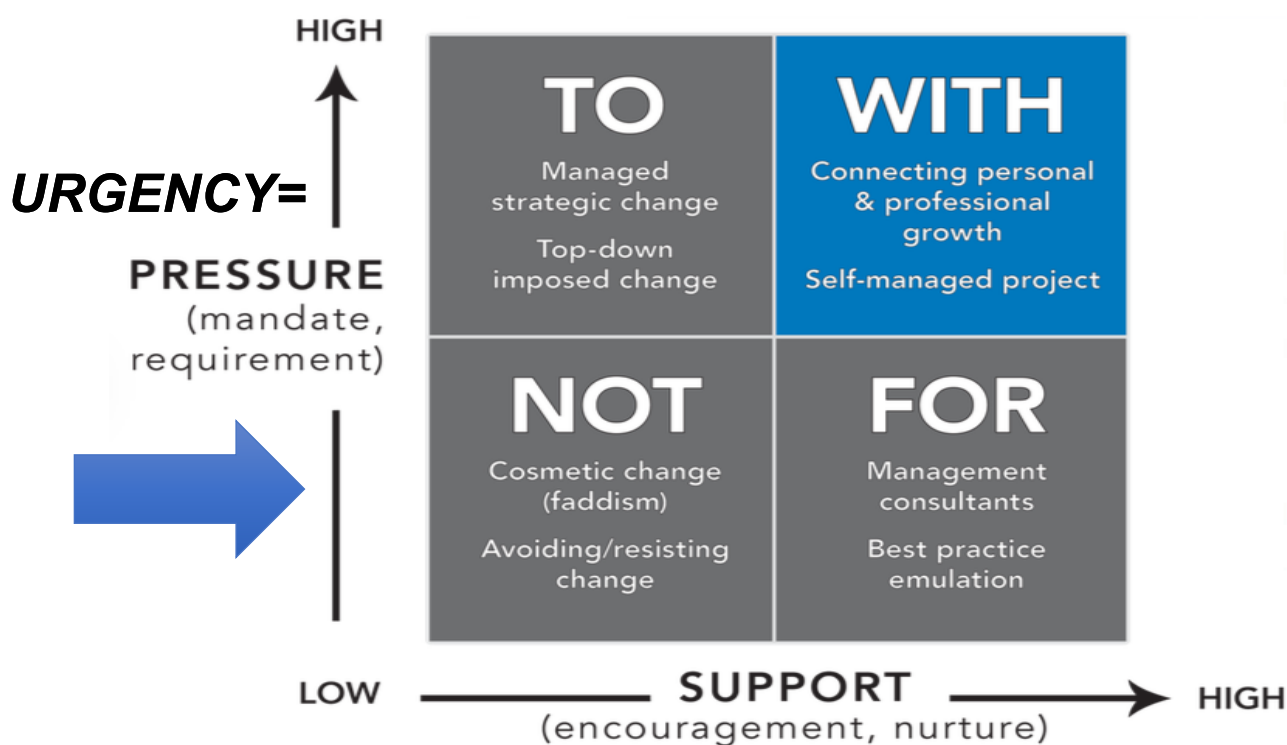 HIGH
URGENCY=
PRESSURE
(mandate,
requirement)
TO
Managed
strategic change
Top-down
imposed change
WITH
Connecting personal
& professional
growth
Self-managed project
NOT
Cosmetic change
(faddism)
Avoiding/resisting
change
FOR
Management
consultants
Best practice
emulation
LOW
SUPPORT
(encouragement, nurture)
HIGH